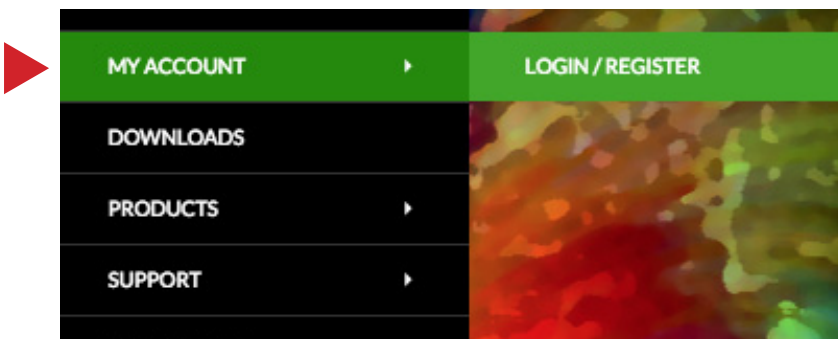 MY ACCOUNT
LOGIN / REGISTER
DOWNLOADS
PRODUCTS
SUPPORT